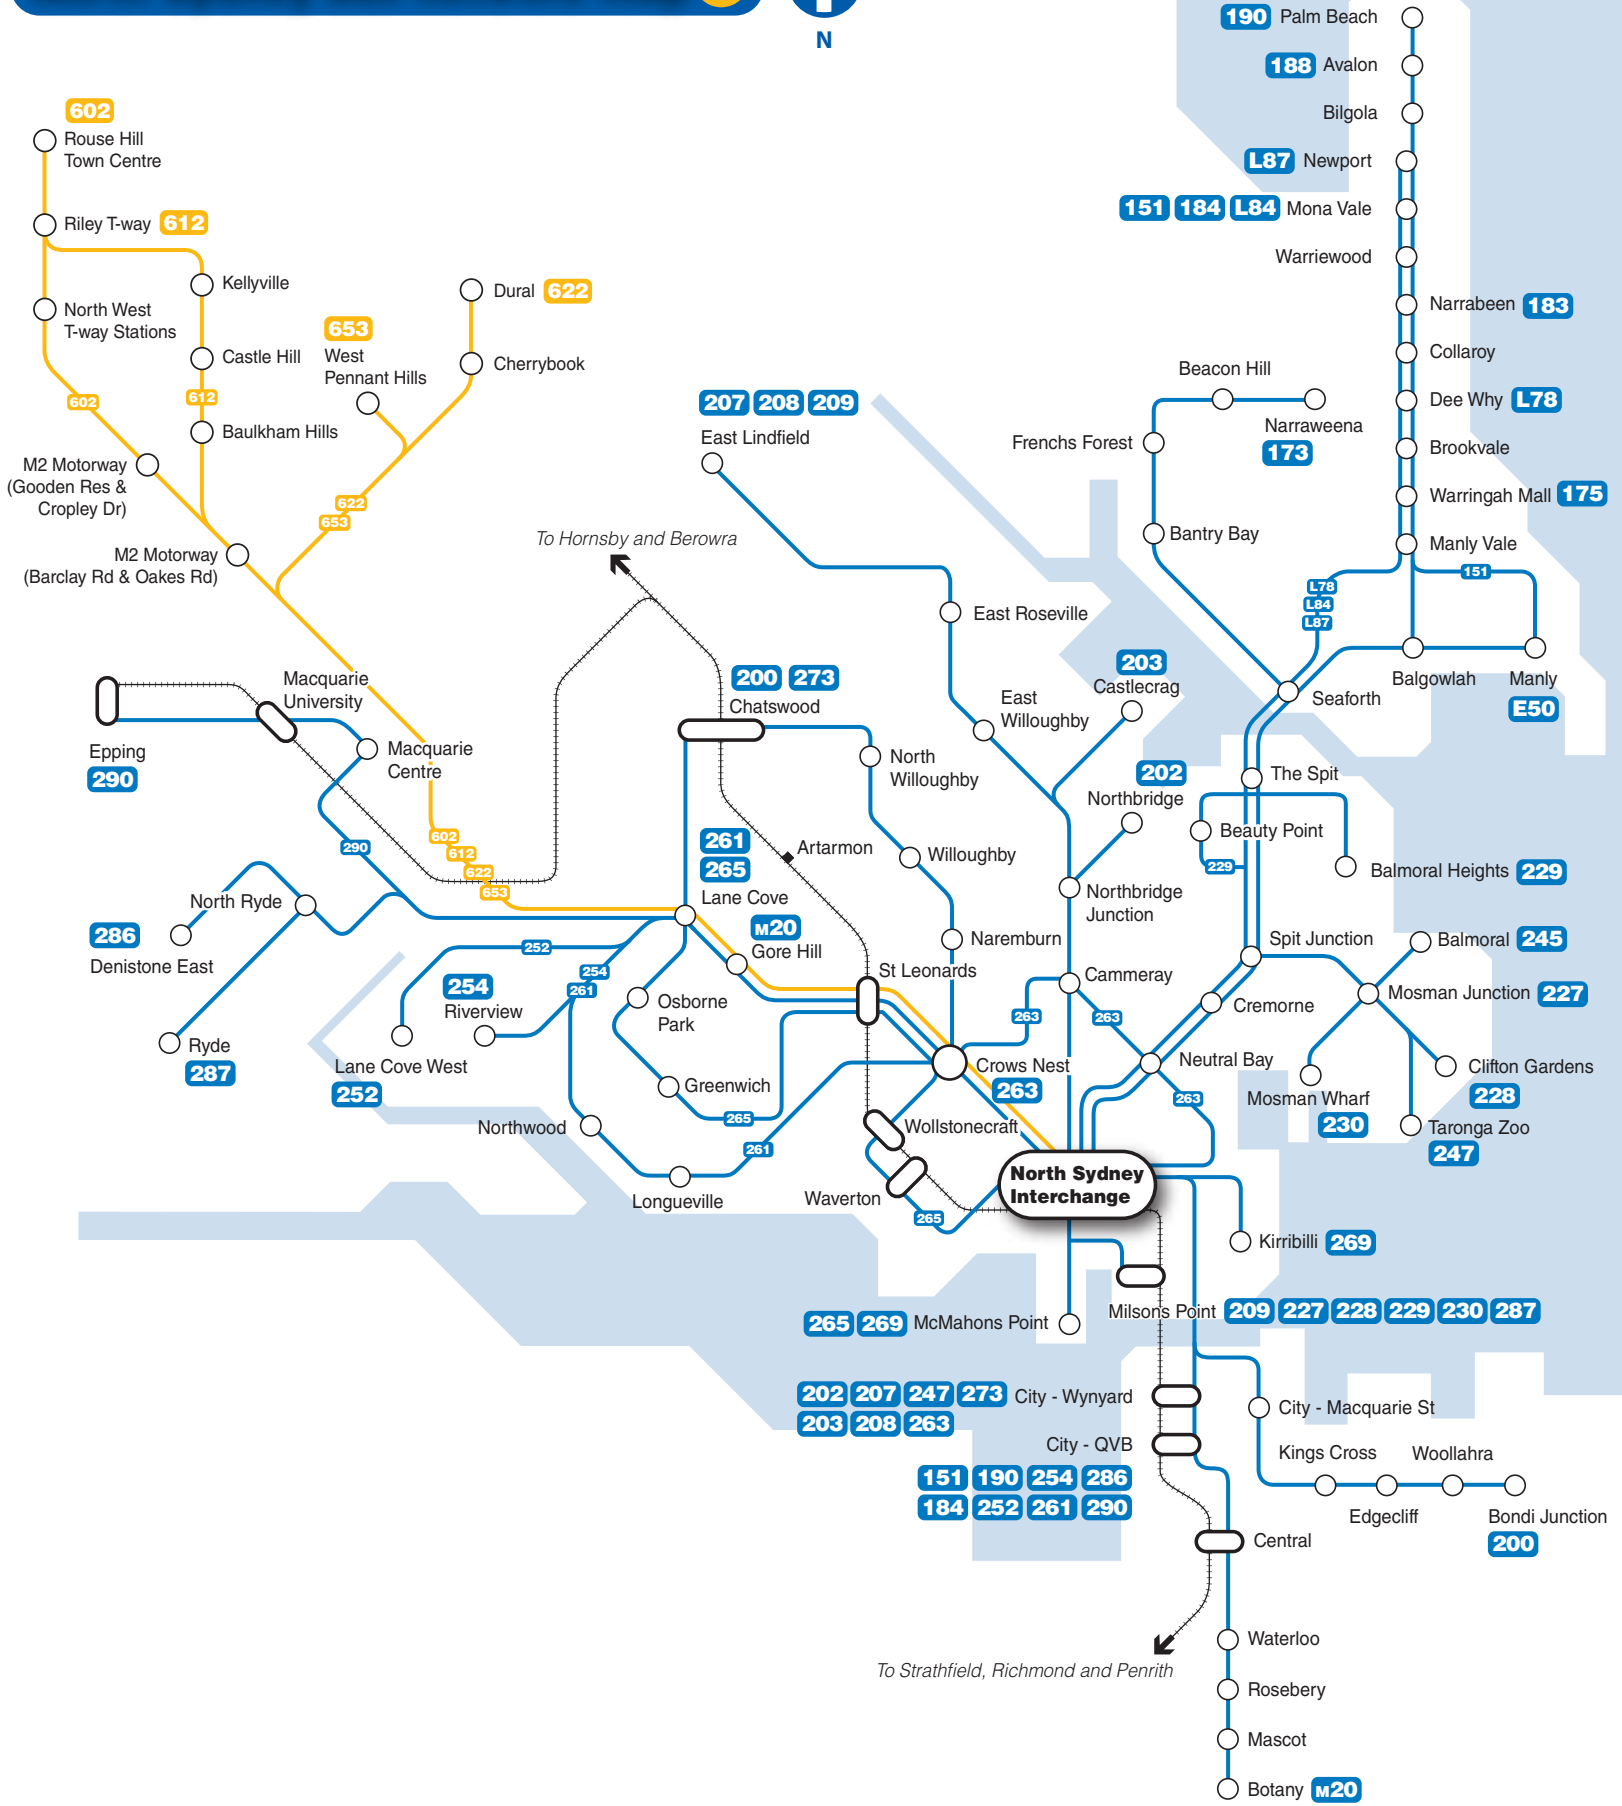 N
190 Palm Beach
188 Avalon
Bilgola
L87 Newport
151 184 L84 Mona Vale
Warriewood
Narrabeen 183
Collaroy
Dee Why L78
Brookvale
Warringah Mall 175
Manly Vale
151
L78
L84
L87
Balgowlah
Manly
E50
Seaforth
602
Rouse Hill
Town Centre
Riley T-way 612
Kellyville
North West
T-way Stations
Castle Hill
602
612
Baulkham Hills
653
West
Pennant Hills
Dural 622
Cherrybook
M2 Motorway
(Gooden Res &
Cropley Dr)
622
653
M2 Motorway
(Barclay Rd & Oakes Rd)
207 208 209
East Lindfield
Beacon Hill
Narraweena
173
Frenchs Forest
Bantry Bay
To Hornsby and Berowra
East Roseville
203
Castlecrag
East
Willoughby
202
Northbridge
Macquarie
University
Epping
290
Macquarie
Centre
200 273
Chatswood
North
Willoughby
The Spit
Beauty Point
229
Balmoral Heights 229
290
602
612
622
653
261
265
Lane Cove
Artarmon
Willoughby
Northbridge
Junction
North Ryde
286
Denistone East
M20
Gore Hill
Naremburn
Spit Junction
Balmoral 245
252
254
261
254
Riverview
St Leonards
Cammeray
Mosman Junction 227
Osborne
Park
263
263
Cremorne
Ryde
287
Lane Cove West
252
Crows Nest
263
Neutral Bay
Clifton Gardens
228
Greenwich
265
263
Mosman Wharf
230
Northwood
Wollstonecraft
Taronga Zoo
247
261
North Sydney
Interchange
Longueville
Waverton
265
Kirribilli 269
265 269 McMahons Point
Milsons Point 209 227 228 229 230 287
202 207 247 273 City - Wynyard
203 208 263
City - Macquarie St
City - QVB
151 190 254 286
184 252 261 290
Kings Cross
Woollahra
Edgecliff
Bondi Junction
200
Central
Waterloo
To Strathfield, Richmond and Penrith
Rosebery
Mascot
Botany M20